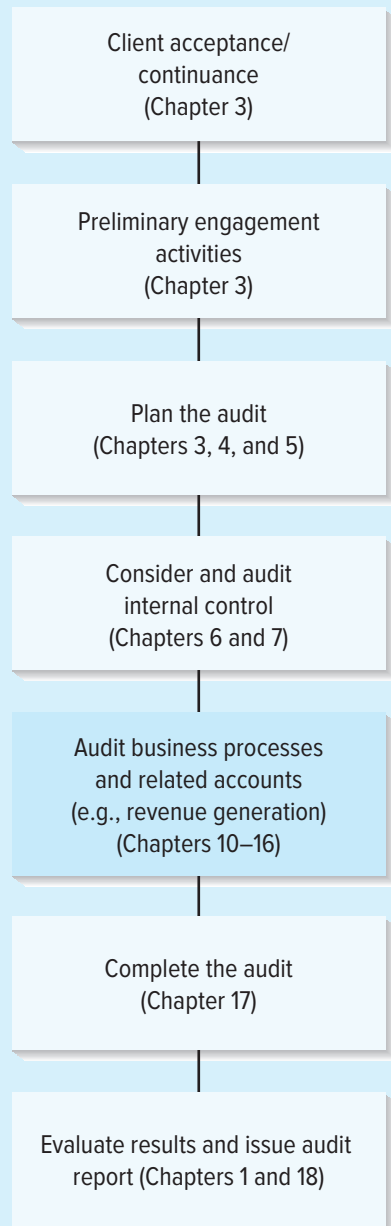 Client acceptance/
continuance
(Chapter 3)
Preliminary engagement
activities
(Chapter 3)
Plan the audit
(Chapters 3, 4, and 5)
Consider and audit
internal control
(Chapters 6 and 7)
Audit business processes
and related accounts
(e.g., revenue generation)
(Chapters 10–16)
Complete the audit
(Chapter 17)
Evaluate results and issue audit
report (Chapters 1 and 18)